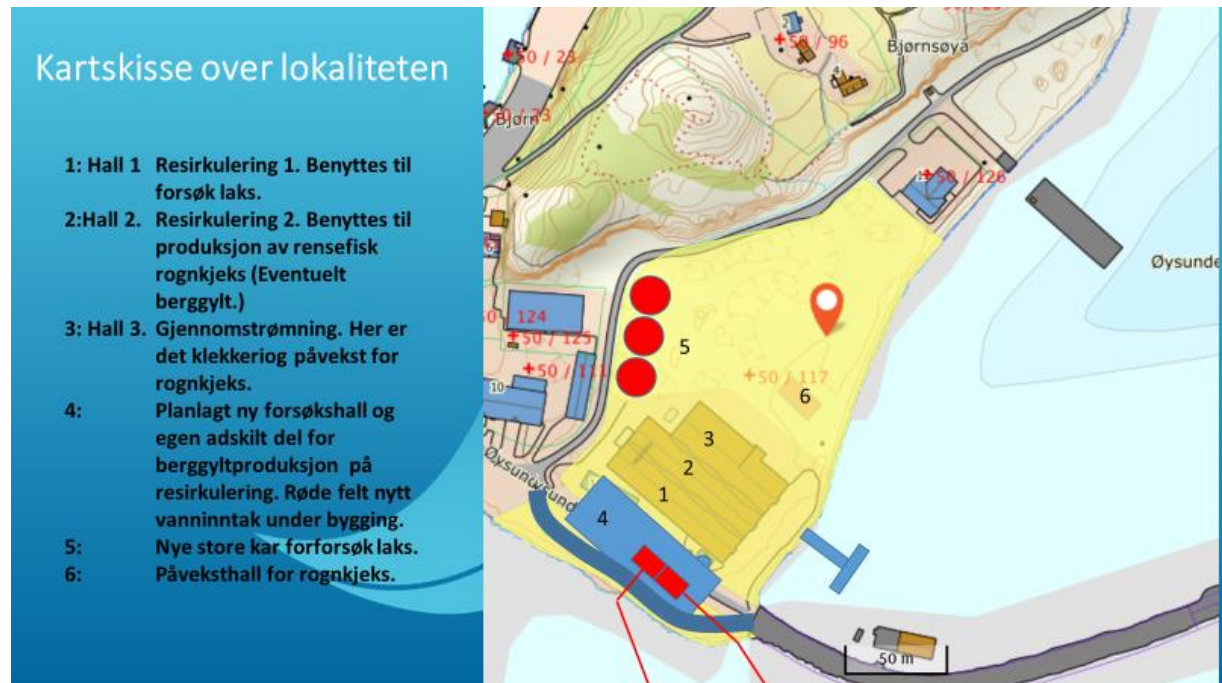 Kartskisse over lokaliteten
1: Hall 1 Resirkulering 1. Benyttes til
forsøk laks.
2:Hall 2. Resirkulering 2. Benyttes til
produksjon av rensefisk
rognkjeks (Eventuelt
berggylt.)
3: Hall 3. Gjennomstrømning. Her er
det klekkeriog påvekst for
rognkjeks.
4: Planlagt ny forsøkshall og
egen adskilt del for
berggyltproduksjon på
resirkulering. Røde felt nytt
vanninntak under bygging.
5: Nye store kar forforsøk laks.
6: Påveksthall for rognkjeks.
50 / 23
50 / 96
Bjørnsøya
Bjørn
50 / 126
Øysunde
124
50 / 125
5
50 / 117
10
6
3
2
1
4
Øysund
50 m